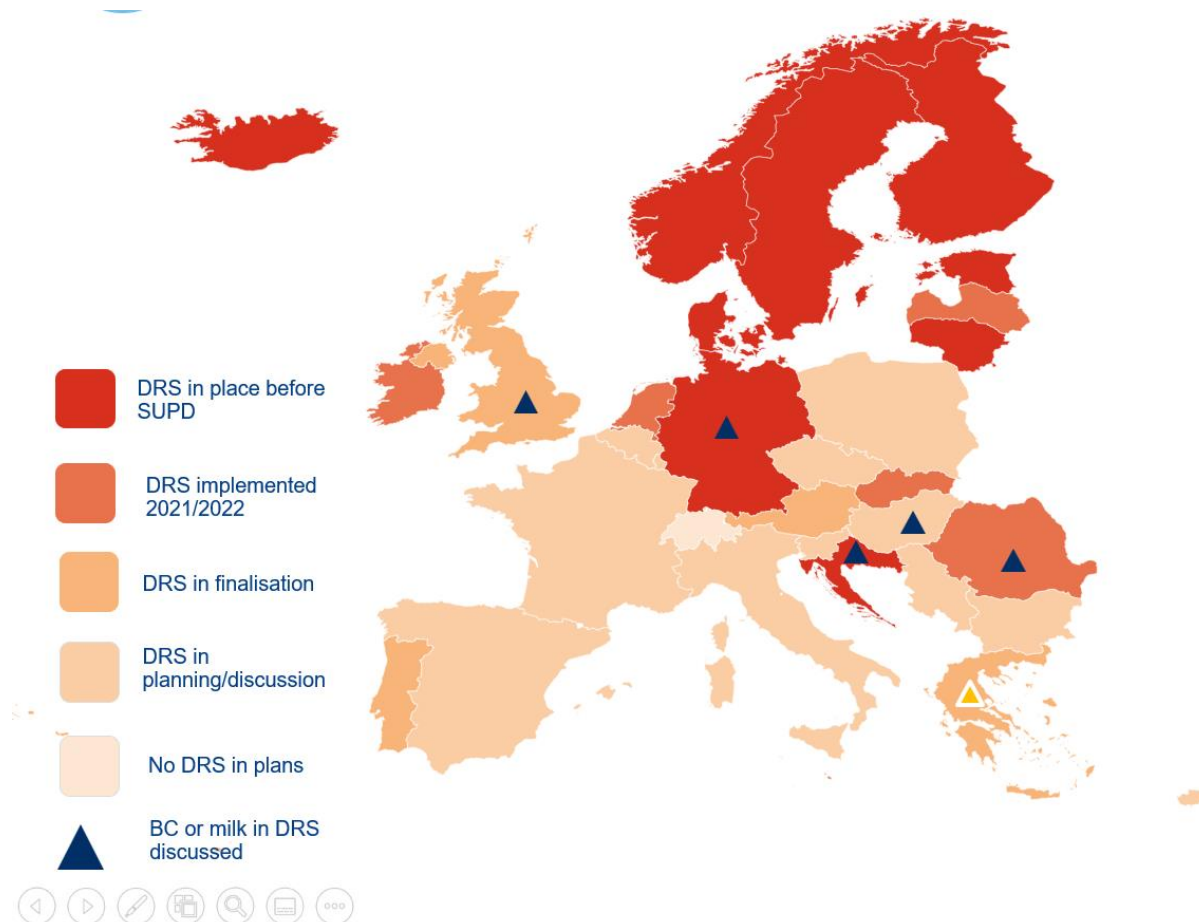 DRS in place before
SUPD
DRS implemented
2021/2022
DRS in finalisation
DRS in
planning/discussion
No DRS in plans
BC or milk in DRS
discussed